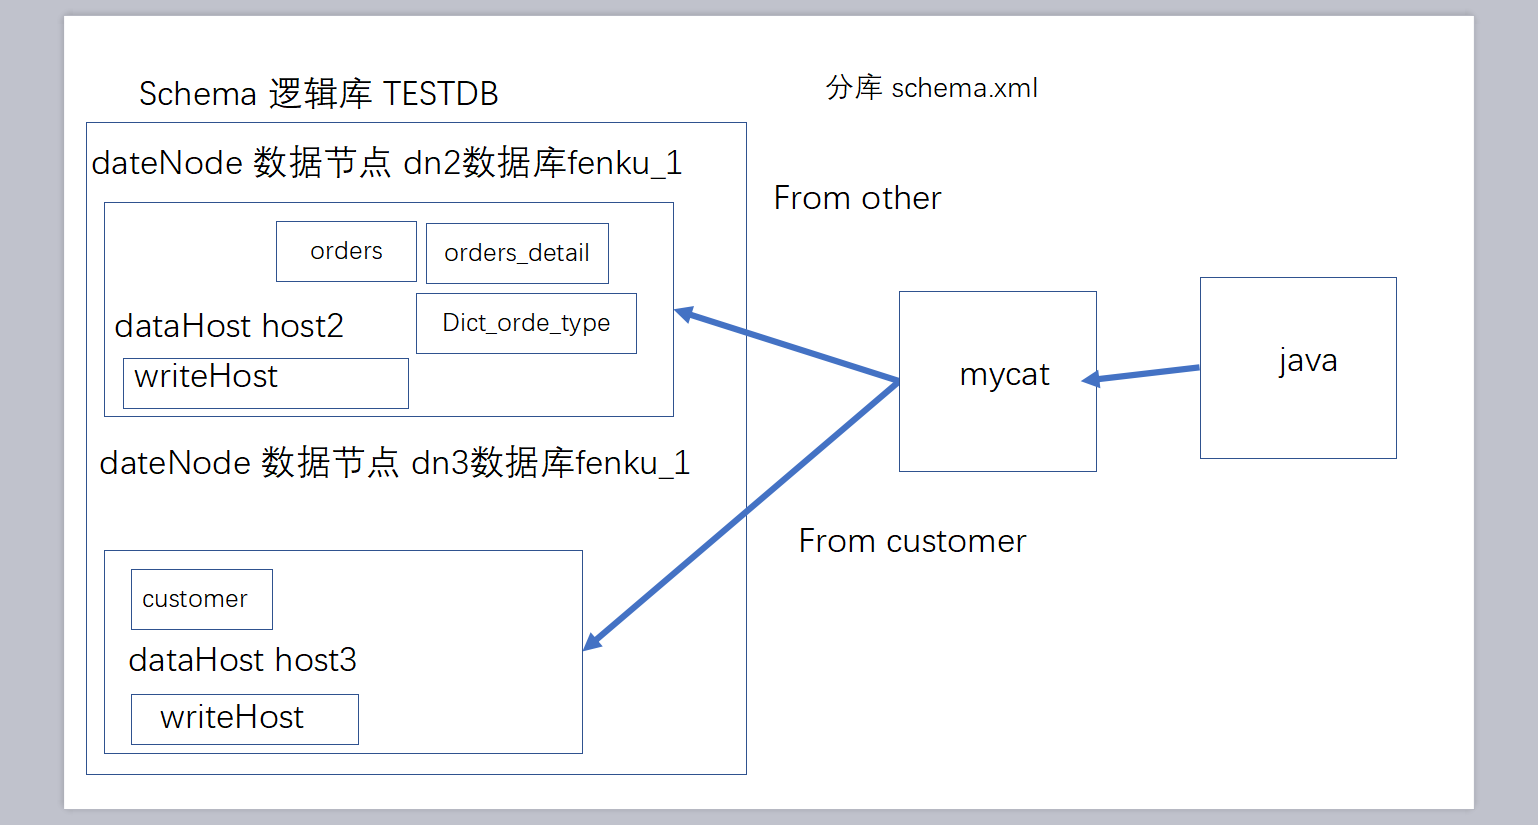 Schema 逻辑库 TESTDB
分库 schema.xml
dateNode 数据节点 dn2数据库fenku_1
From other
orders
orders_detail
Dict_orde_type
dataHost host2
writeHost
mycat
java
dateNode 数据节点 dn3数据库fenku_1
From customer
customer
dataHost host3
writeHost